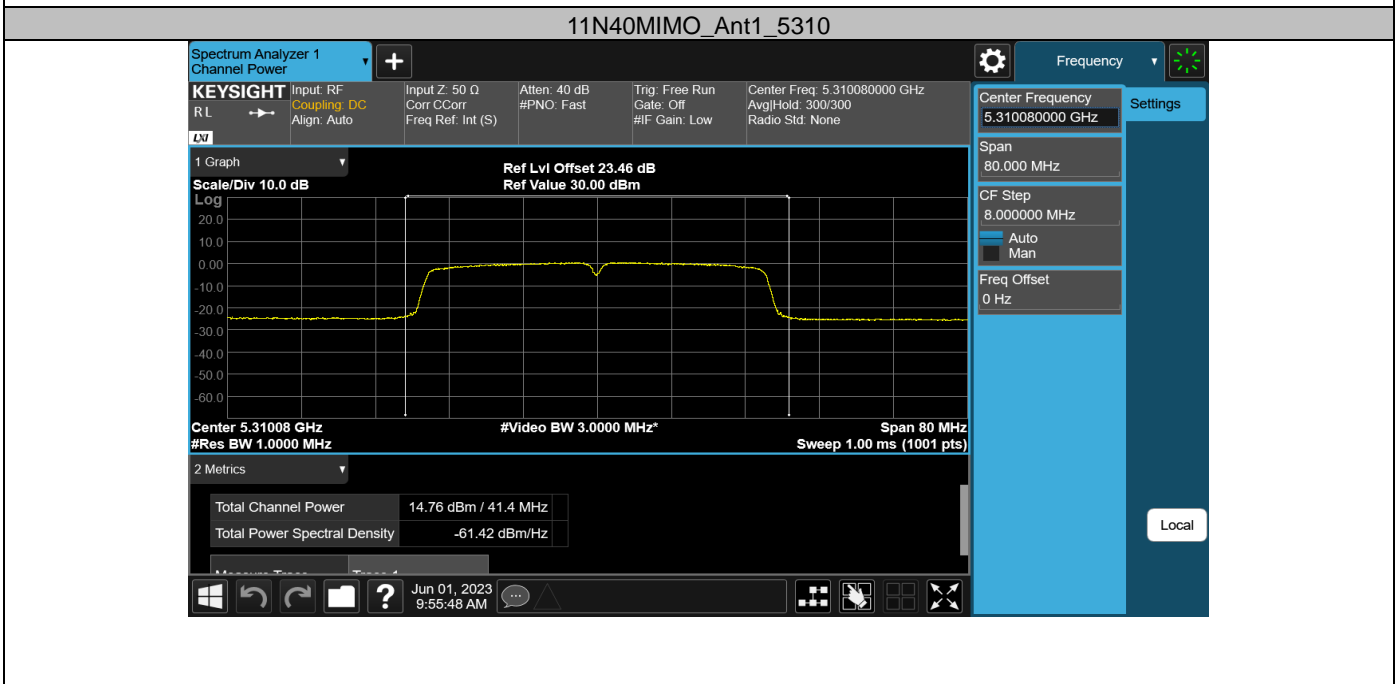 11N40MIMO_Ant1_5310
Spectrum Analyzer 1
Channel Power
Frequency
KEYSIGHT
R L
LXI
Input: RF
Coupling: DC
Align: Auto
Input Z: 50 Ω
Corr CCorr
Freq Ref: Int (S)
Atten: 40 dB
#PNO: Fast
Trig: Free Run
Gate: Off
#IF Gain: Low
Center Freq: 5.310080000 GHz
Avg|Hold: 300/300
Radio Std: None
Center Frequency
5.310080000 GHz
Settings
Span
80.000 MHz
CF Step
8.000000 MHz
Auto
Man
Freq Offset
0 Hz
Local
1 Graph
Scale/Div 10.0 dB
Ref Lvl Offset 23.46 dB
Ref Value 30.00 dBm
Log
20.0
10.0
0.00
-10.0
-20.0
-30.0
-40.0
-50.0
-60.0
Center 5.31008 GHz
#Video BW 3.0000 MHz*
Span 80 MHz
#Res BW 1.0000 MHz
Sweep 1.00 ms (1001 pts)
2 Metrics
Total Channel Power 14.76 dBm / 41.4 MHz
Total Power Spectral Density -61.42 dBm/Hz
Measure Trace Trace 1
?
Jun 01, 2023
9:55:48 AM